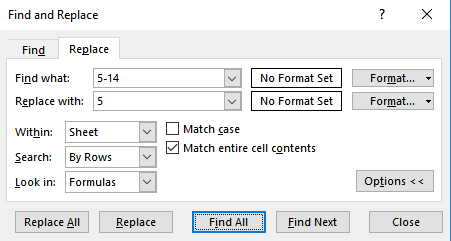 Find and Replace ? ×
Find Replace
Find what: 5-14 No Format Set Format...
Replace with: 5 No Format Set Format...
Within: Sheet Match case
Search: By Rows Match entire cell contents
Look in: Formulas Options <<
Replace All Replace Find All Find Next Close